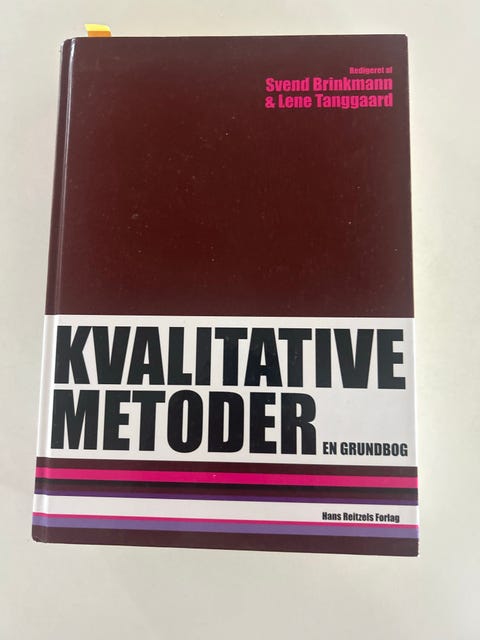 Redigeret af
Svend Brinkmann
& Lene Tanggaard
KVALITATIVE
METODER
EN GRUNDBOG
Hans Reitzels Forlag